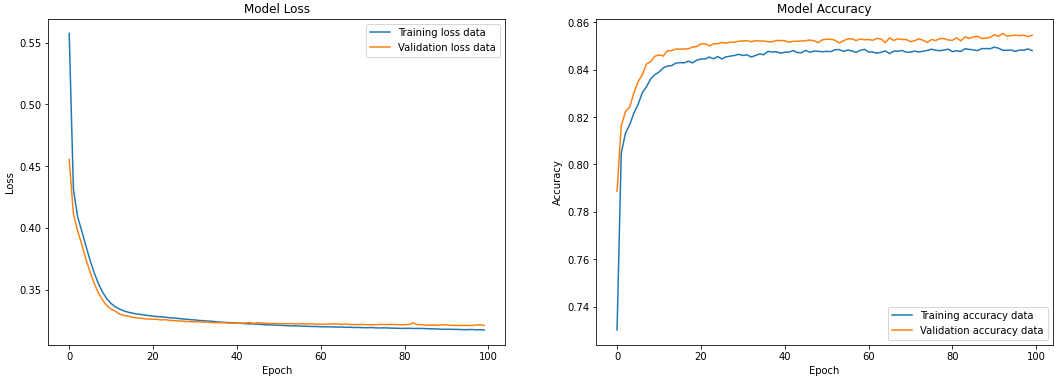 Model Loss
Training loss data
Validation loss data
0.55
0.50
0.45
0.40
0.35
Loss
0
20
40
60
80
100
Epoch
Model Accuracy
0.86
0.84
0.82
0.80
0.78
0.76
0.74
Accuracy
Training accuracy data
Validation accuracy data
0
20
40
60
80
100
Epoch